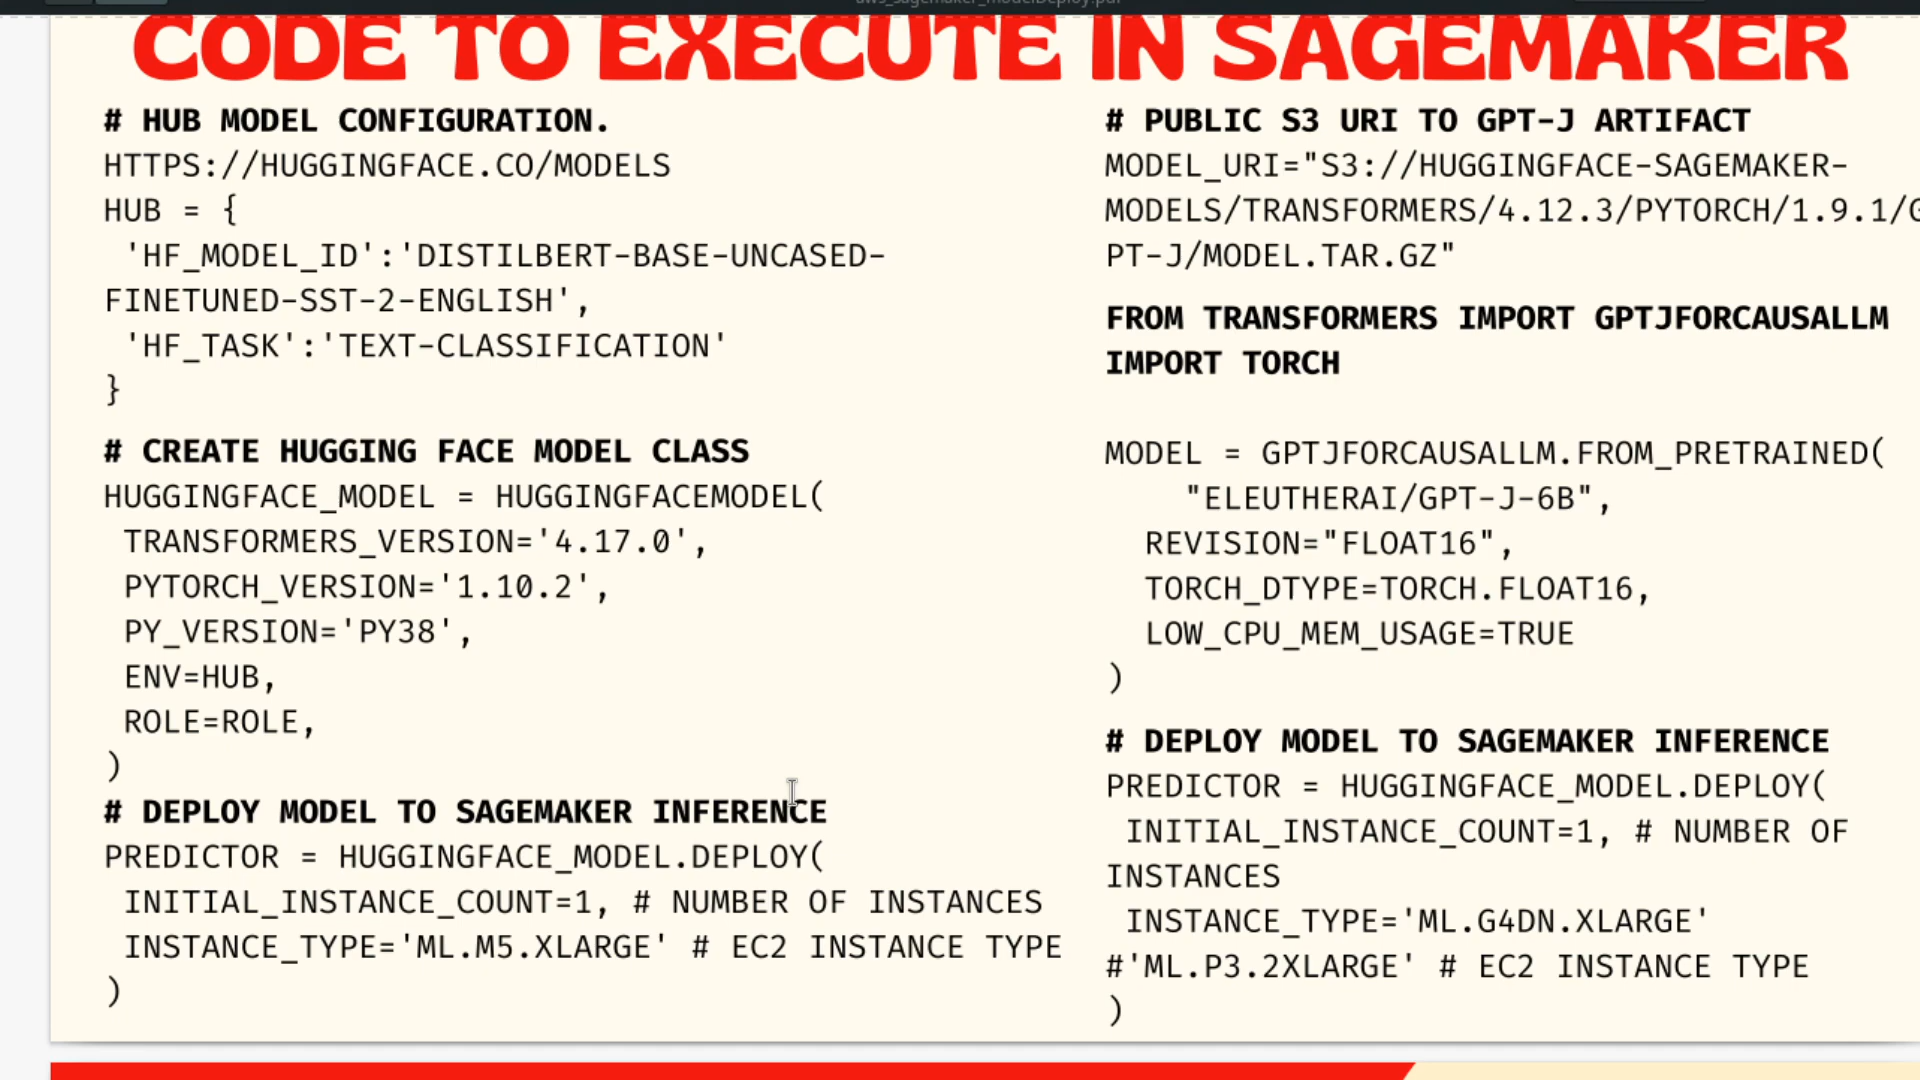 aws_sagemaker_modelDeploy.pdf
CODE TO EXECUTE IN SAGEMAKER
# HUB MODEL CONFIGURATION.
HTTPS://HUGGINGFACE.CO/MODELS
HUB = {
'HF_MODEL_ID':'DISTILBERT-BASE-UNCASED-
FINETUNED-SST-2-ENGLISH',
'HF_TASK':'TEXT-CLASSIFICATION'
}
# CREATE HUGGING FACE MODEL CLASS
HUGGINGFACE_MODEL = HUGGINGFACEMODEL(
TRANSFORMERS_VERSION='4.17.0',
PYTORCH_VERSION='1.10.2',
PY_VERSION='PY38',
ENV=HUB,
ROLE=ROLE,
)
# DEPLOY MODEL TO SAGEMAKER INFERENCE
PREDICTOR = HUGGINGFACE_MODEL.DEPLOY(
INITIAL_INSTANCE_COUNT=1, # NUMBER OF INSTANCES
INSTANCE_TYPE='ML.M5.XLARGE' # EC2 INSTANCE TYPE
)
# PUBLIC S3 URI TO GPT-J ARTIFACT
MODEL_URI="S3://HUGGINGFACE-SAGEMAKER-
MODELS/TRANSFORMERS/4.12.3/PYTORCH/1.9.1/G
PT-J/MODEL.TAR.GZ"
FROM TRANSFORMERS IMPORT GPTJFORCAUSALLM
IMPORT TORCH
MODEL = GPTJFORCAUSALLM.FROM_PRETRAINED(
"ELEUTHERAI/GPT-J-6B",
REVISION="FLOAT16",
TORCH_DTYPE=TORCH.FLOAT16,
LOW_CPU_MEM_USAGE=TRUE
)
# DEPLOY MODEL TO SAGEMAKER INFERENCE
PREDICTOR = HUGGINGFACE_MODEL.DEPLOY(
INITIAL_INSTANCE_COUNT=1, # NUMBER OF
INSTANCES
INSTANCE_TYPE='ML.G4DN.XLARGE'
#'ML.P3.2XLARGE' # EC2 INSTANCE TYPE
)